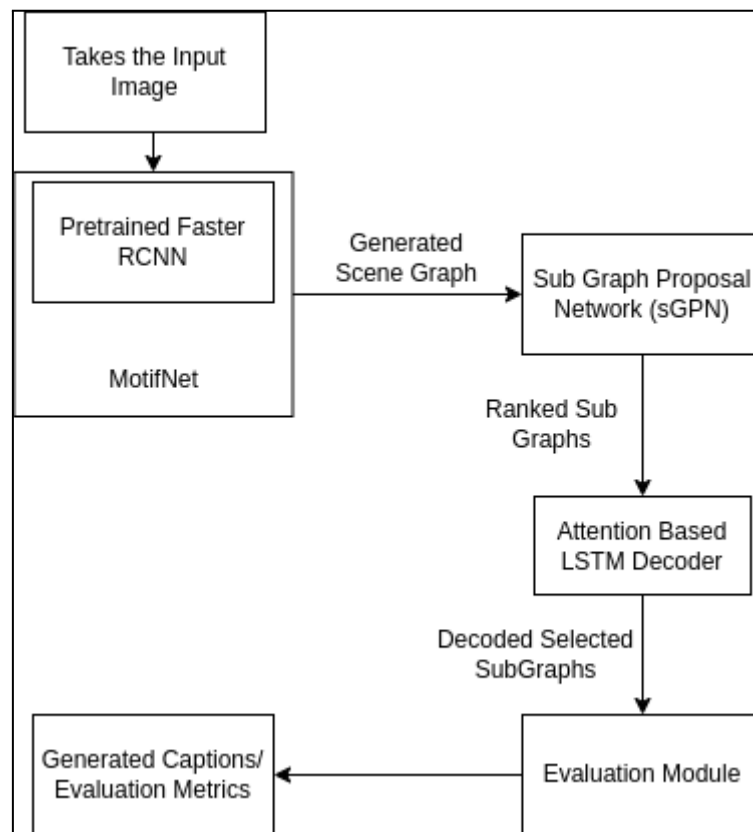 Takes the Input
Image
Pretrained Faster
RCNN
MotifNet
Generated
Scene Graph
Sub Graph Proposal
Network (sGPN)
Ranked Sub
Graphs
Attention Based
LSTM Decoder
Decoded Selected
SubGraphs
Evaluation Module
Generated Captions/
Evaluation Metrics